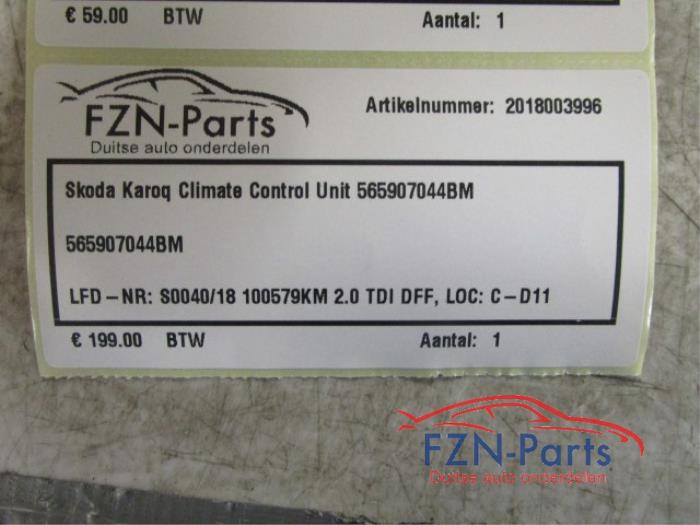 € 59.00 BTW Aantal: 1
FZN-Parts
Duitse auto onderdelen
Artikelnummer: 2018003996
Skoda Karoq Climate Control Unit 565907044BM
565907044BM
LFD-NR: S0040/18 100579KM 2.0 TDI DFF, LOC: C-D11
€ 199.00 BTW Aantal: 1
FZN-Parts
Duitse auto onderdelen